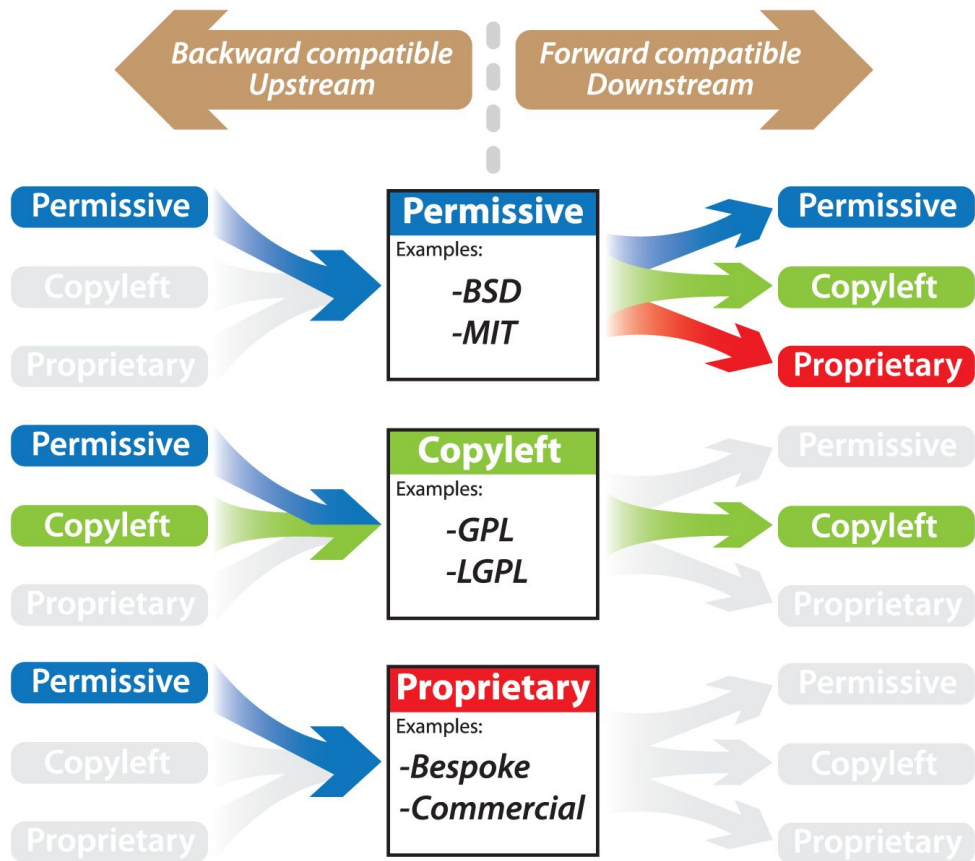 Backward compatible
Upstream
Forward compatible
Downstream
Permissive
Copyleft
Proprietary
Permissive
Examples:
-BSD
-MIT
Permissive
Copyleft
Proprietary
Permissive
Copyleft
Proprietary
Copyleft
Examples:
-GPL
-LGPL
Permissive
Copyleft
Proprietary
Permissive
Copyleft
Proprietary
Proprietary
Examples:
-Bespoke
-Commercial
Permissive
Copyleft
Proprietary